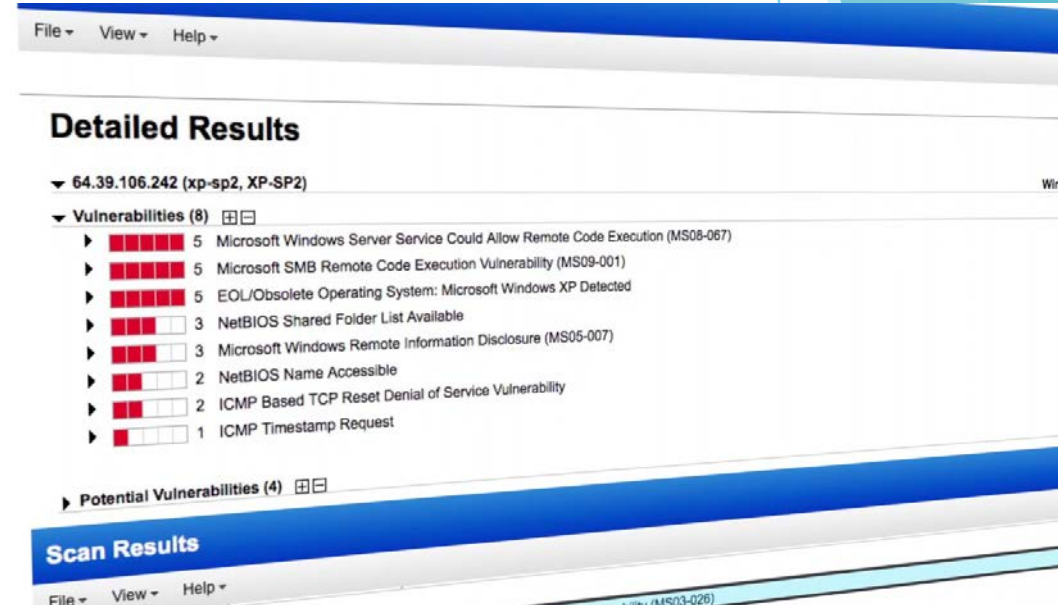 File View Help
Detailed Results
64.39.106.242 (xp-sp2, XP-SP2)
Vulnerabilities (8)
5 Microsoft Windows Server Service Could Allow Remote Code Execution (MS08-067)
5 Microsoft SMB Remote Code Execution Vulnerability (MS09-001)
5 EOL/Obsolete Operating System: Microsoft Windows XP Detected
3 NetBIOS Shared Folder List Available
3 Microsoft Windows Remote Information Disclosure (MS05-007)
2 NetBIOS Name Accessible
2 ICMP Based TCP Reset Denial of Service Vulnerability
1 ICMP Timestamp Request
Potential Vulnerabilities (4)
Scan Results
File View Help
(MS03-026)